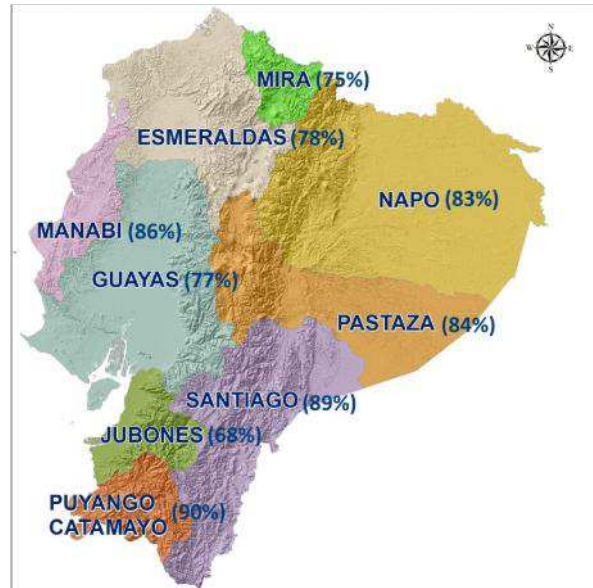 N
W E
S
MIRA (75%)
ESMERALDAS (78%)
NAPO (83%)
MANABI (86%)
GUAYAS (77%)
PASTAZA (84%)
SANTIAGO (89%)
JUBONES (68%)
PUYANGO
CATAMAYO (90%)